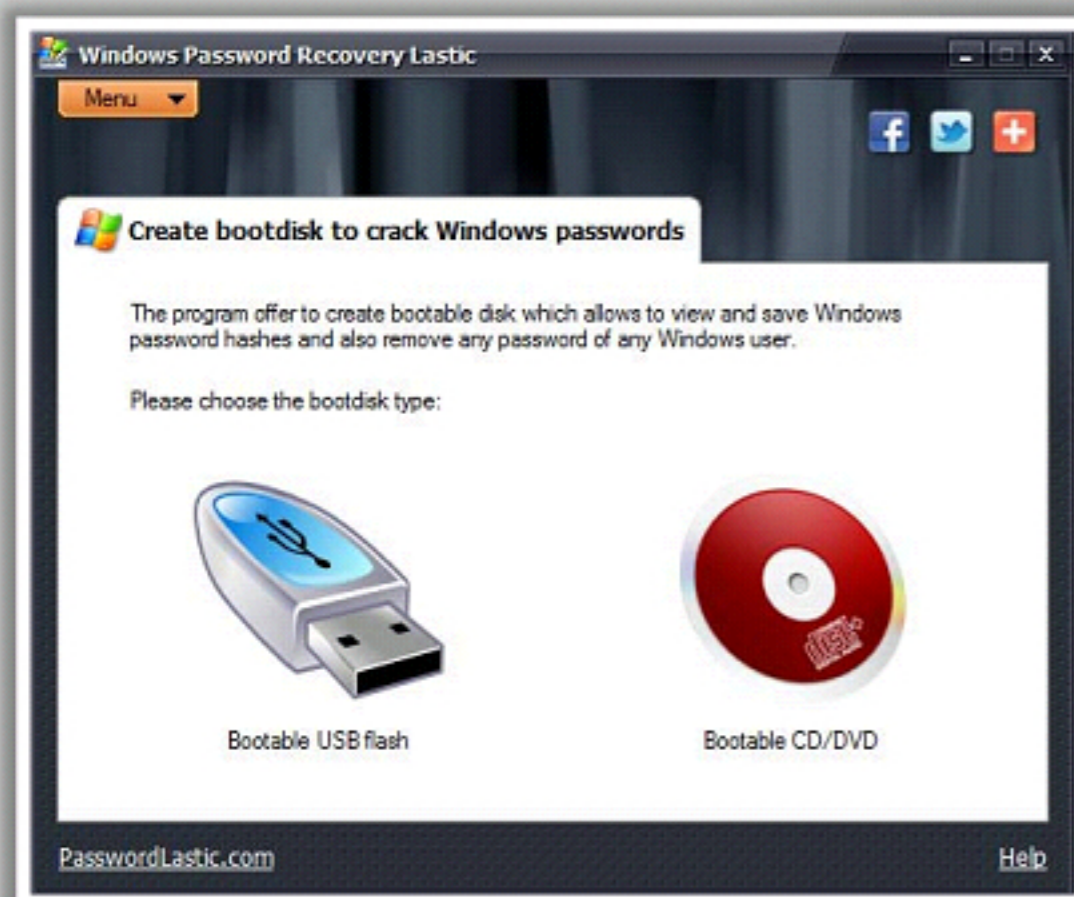 Windows Password Recovery Lastic
Menu
Create bootdisk to crack Windows passwords
The program offer to create bootable disk which allows to view and save Windows
password hashes and also remove any password of any Windows user.
Please choose the bootdisk type:
Bootable USB flash
Bootable CD/DVD
PasswordLastic.com
Help